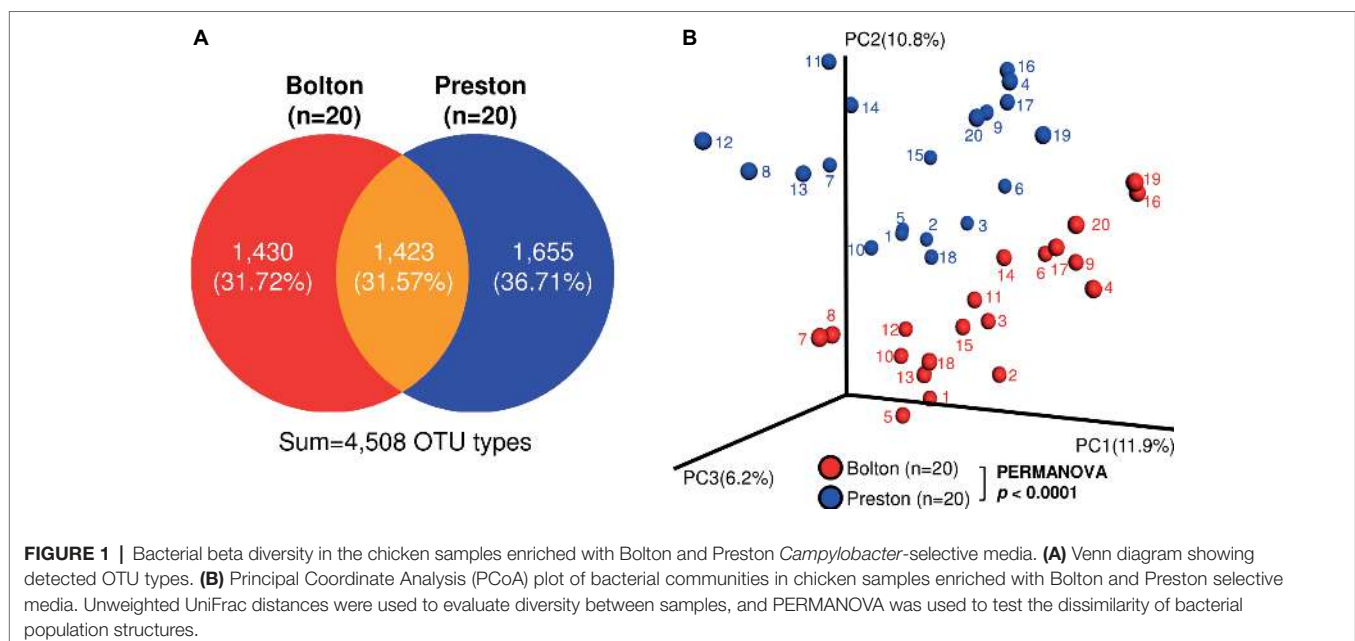 A
Bolton
(n=20)
Preston
(n=20)
1,430
(31.72%)
1,423
(31.57%)
1,655
(36.71%)
Sum=4,508 OTU types
B
PC2(10.8%)
11
16
4
14
17
20
9
19
12
15
8
13
7
6
19
16
5
2
3
20
1
10
18
14
6
17
9
4
11
8
7
12
15
3
10
18
13
2
1
5
PC1(11.9%)
PC3(6.2%)
Bolton (n=20)
Preston (n=20)
PERMANOVA
p < 0.0001
FIGURE 1 | Bacterial beta diversity in the chicken samples enriched with Bolton and Preston Campylobacter-selective media. (A) Venn diagram showing
detected OTU types. (B) Principal Coordinate Analysis (PCoA) plot of bacterial communities in chicken samples enriched with Bolton and Preston selective
media. Unweighted UniFrac distances were used to evaluate diversity between samples, and PERMANOVA was used to test the dissimilarity of bacterial
population structures.